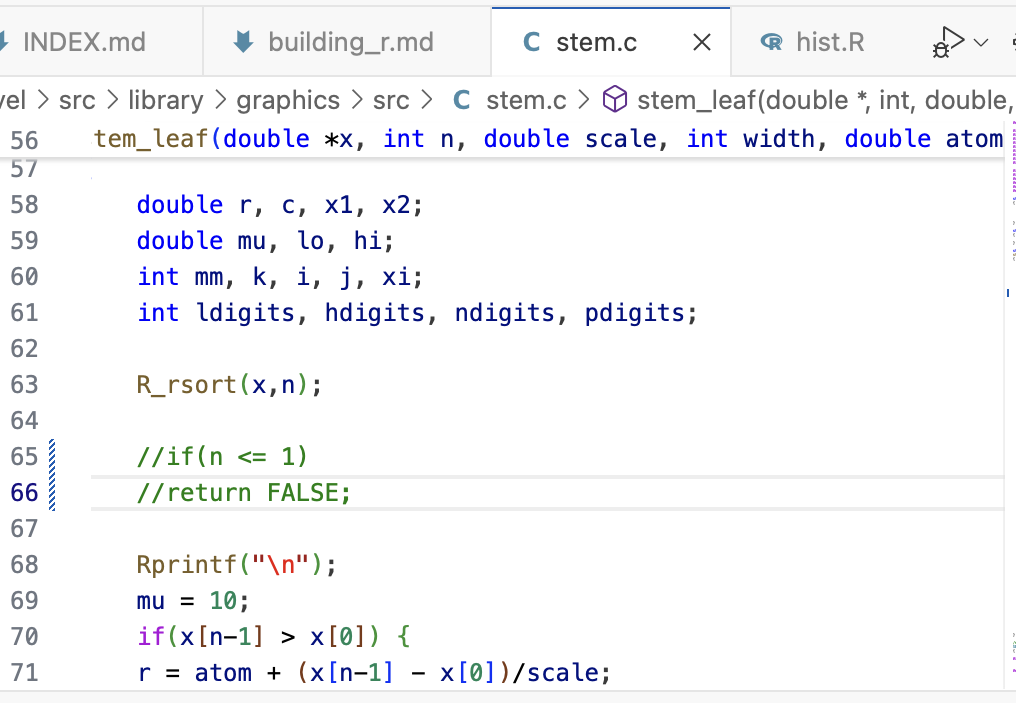 INDEX.md building_r.md C stem.c hist.R
src > library > graphics > src > C stem.c > stem_leaf(double *, int, double,
56 tem_leaf(double *x, int n, double scale, int width, double atom
57
58 double r, c, x1, x2;
59 double mu, lo, hi;
60 int mm, k, i, j, xi;
61 int ldigits, hdigits, ndigits, pdigits;
62
63 R_rsort(x,n);
64
65 //if(n <= 1)
66 //return FALSE;
67
68 Rprintf("\n");
69 mu = 10;
70 if(x[n-1] > x[0]) {
71 r = atom + (x[n-1] - x[0])/scale;